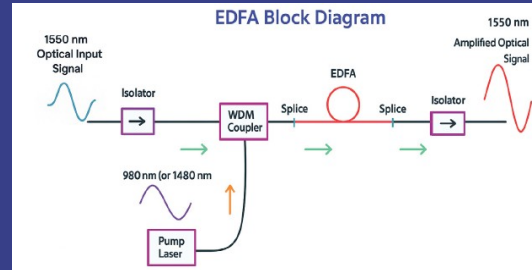 EDFA Block Diagram
1550 nm
Optical Input
Signal
1550 nm
Amplified Optical
Signal
Isolator
WDM
Coupler
Splice
EDFA
Splice
Isolator
980 nm (or 1480 nm
Pump
Laser